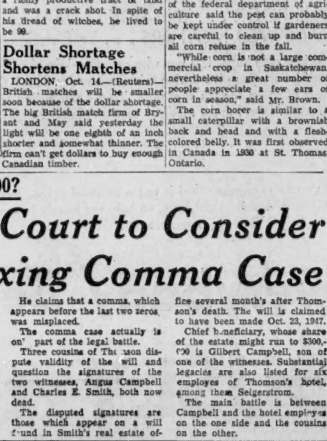 and was a crack shot. In spite of
his dread of witches, he lived to
be 99.
Dollar Shortage
Shortens Matches
LONDON, Oct. 14.—(Reuters)—
British matches will be smaller
soon because of the dollar shortage.
The big British match firm of Bry-
ant and May said yesterday the
light will be one eighth of an inch
shorter and somewhat thinner. The
firm can't get dollars to buy enough
Canadian timber.
of the federal department of agri-
culture said the pest can probably
be kept under control if gardeners
are careful to clean up and burn
all corn refuse in the fall.
"While corn is not a large com-
mercial crop in Saskatchewan
nevertheless a great number o
people appreciate a few ears o
corn in season," said Mr. Brown.
The corn borer is similar to a
small caterpillar with a brownish
back and head and with a flesh
colored belly. It was first observed
in Canada in 1930 at St. Thomas
Ontario.
00?
Court to Consider
xing Comma Case
He claims that a comma, which
appears before the last two zeros,
was misplaced.
The comma case actually is
on' part of the legal battle.
Three cousins of Tho son dis-
pute validity of the will and
question the signatures of the
two witnesses, Angus Campbell
and Charles E. Smith, both now
dead.
The disputed signatures are
those which appear on a will
f und in Smith's real estate of-
fice several month's after Thom-
son's death. The will is claimed
to have been made Oct. 23, 1947.
Chief b neficiary, whose share
of the estate might run to $300,-
000 is Gilbert Campbell, son of
one of the witnesses. Substantial
legacies are also listed for six
employes of Thomson's hotel,
among them Seigerstrom.
The main battle is between
Campbell and the hotel employes
on the one side and the cousins
on the other.